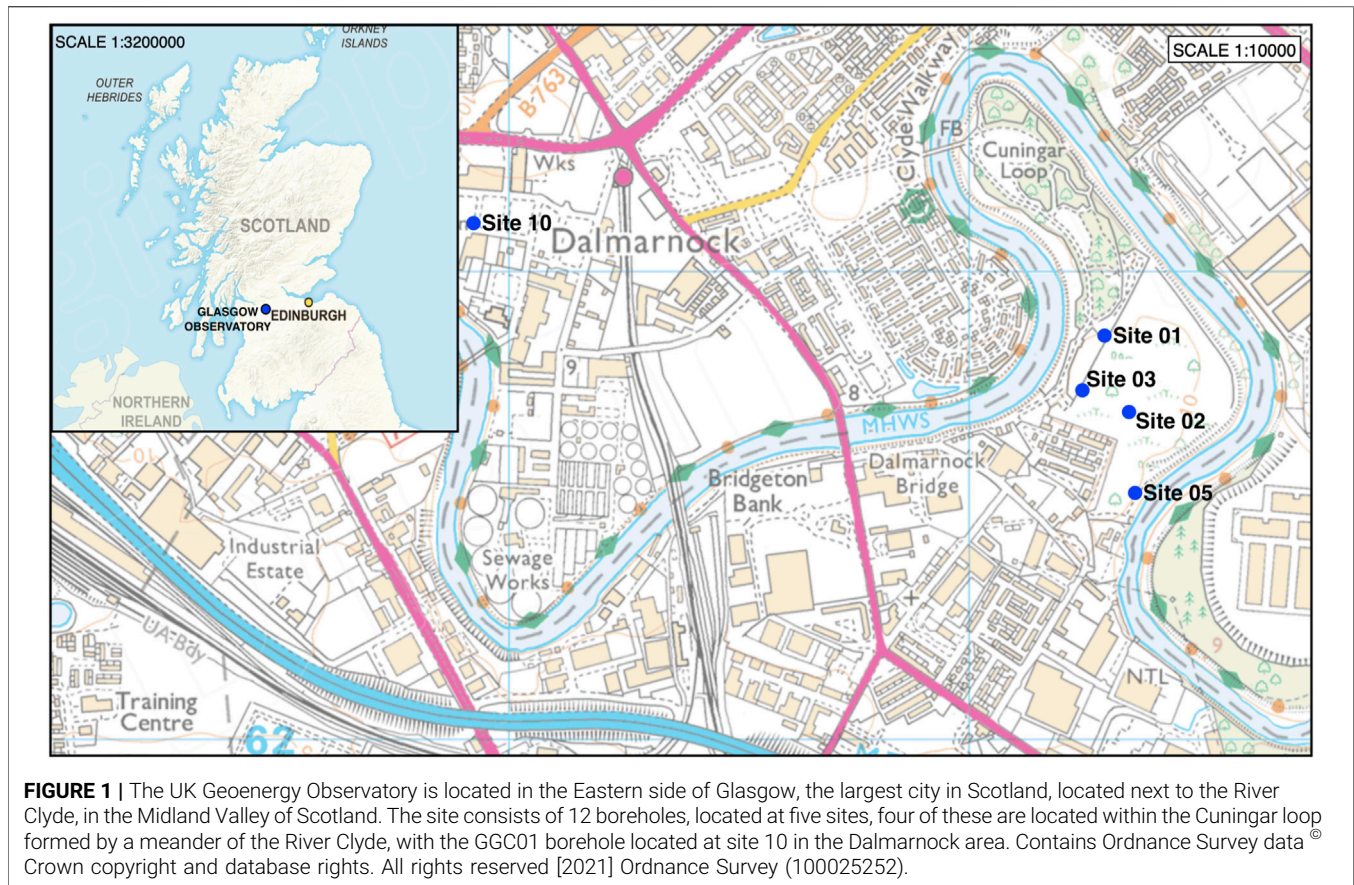 SCALE 1:3200000
ORKNEY
ISLANDS
OUTER
HEBRIDES
SCOTLAND
GLASGOW
OBSERVATORY
EDINBURGH
NORTHERN
IRELAND
SCALE 1:10000
B-763
Wks
Clyde Walkway
FB
Cuningar
Loop
Site 10
Dalmarnock
Site 01
Site 03
Site 02
Site 05
9
8
MHWS
Bridgeton
Bank
Dalmarnock
Bridge
Industrial
Estate
Sewage
Works
UA Bdy
Training
Centre
62
NTL
9
FIGURE 1 | The UK Geoenergy Observatory is located in the Eastern side of Glasgow, the largest city in Scotland, located next to the River
Clyde, in the Midland Valley of Scotland. The site consists of 12 boreholes, located at five sites, four of these are located within the Cuningar loop
formed by a meander of the River Clyde, with the GGC01 borehole located at site 10 in the Dalmarnock area. Contains Ordnance Survey data ©
Crown copyright and database rights. All rights reserved [2021] Ordnance Survey (100025252).